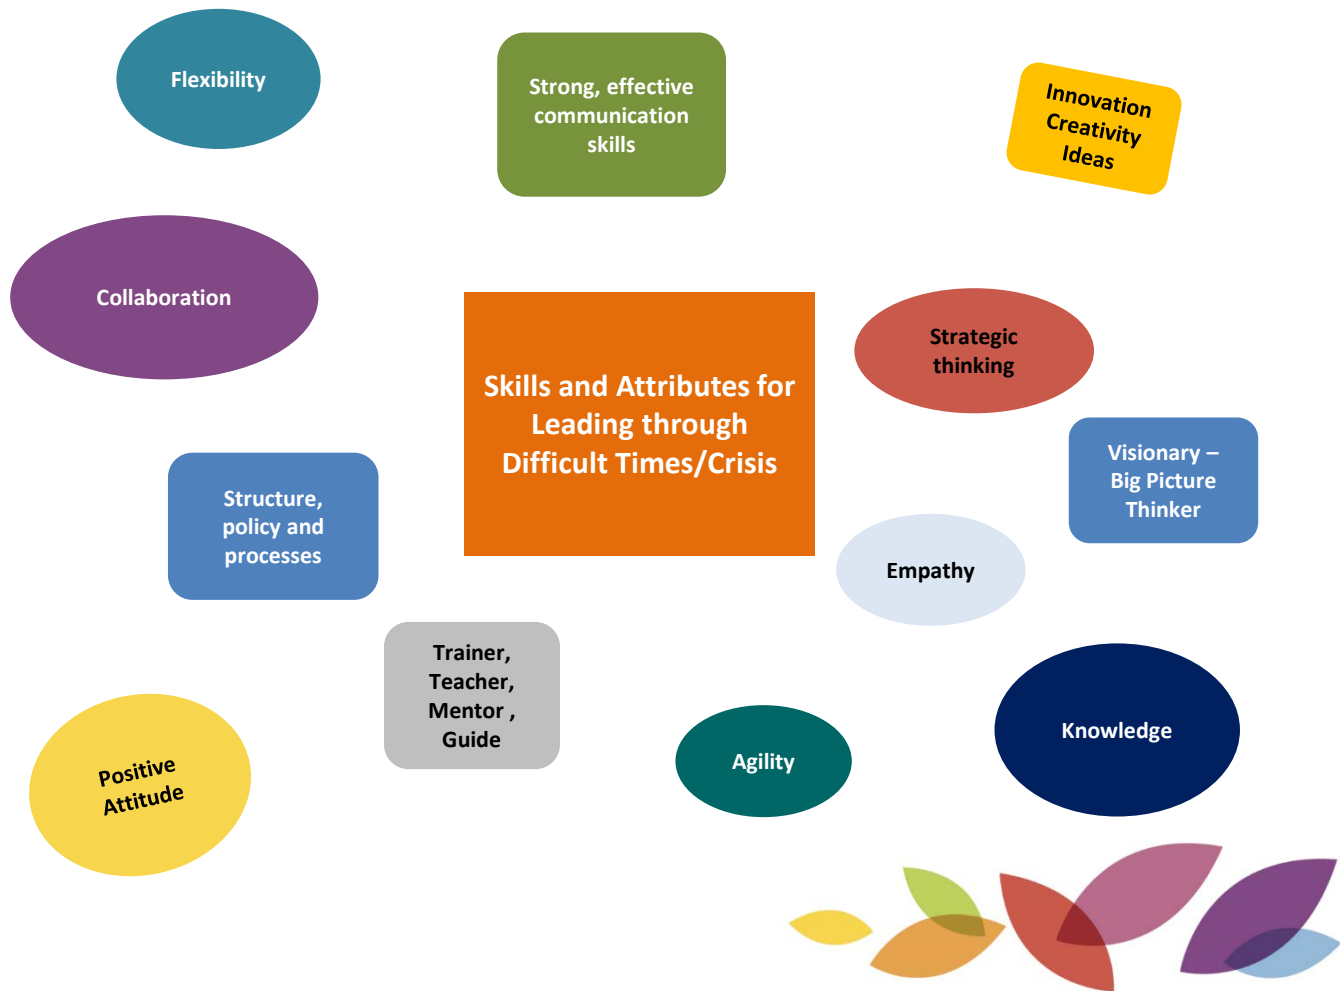 Flexibility
Strong, effective
communication
skills
Innovation
Creativity
Ideas
Collaboration
Skills and Attributes for
Leading through
Difficult Times/Crisis
Strategic
thinking
Visionary –
Big Picture
Thinker
Structure,
policy and
processes
Empathy
Trainer,
Teacher,
Mentor ,
Guide
Positive
Attitude
Agility
Knowledge